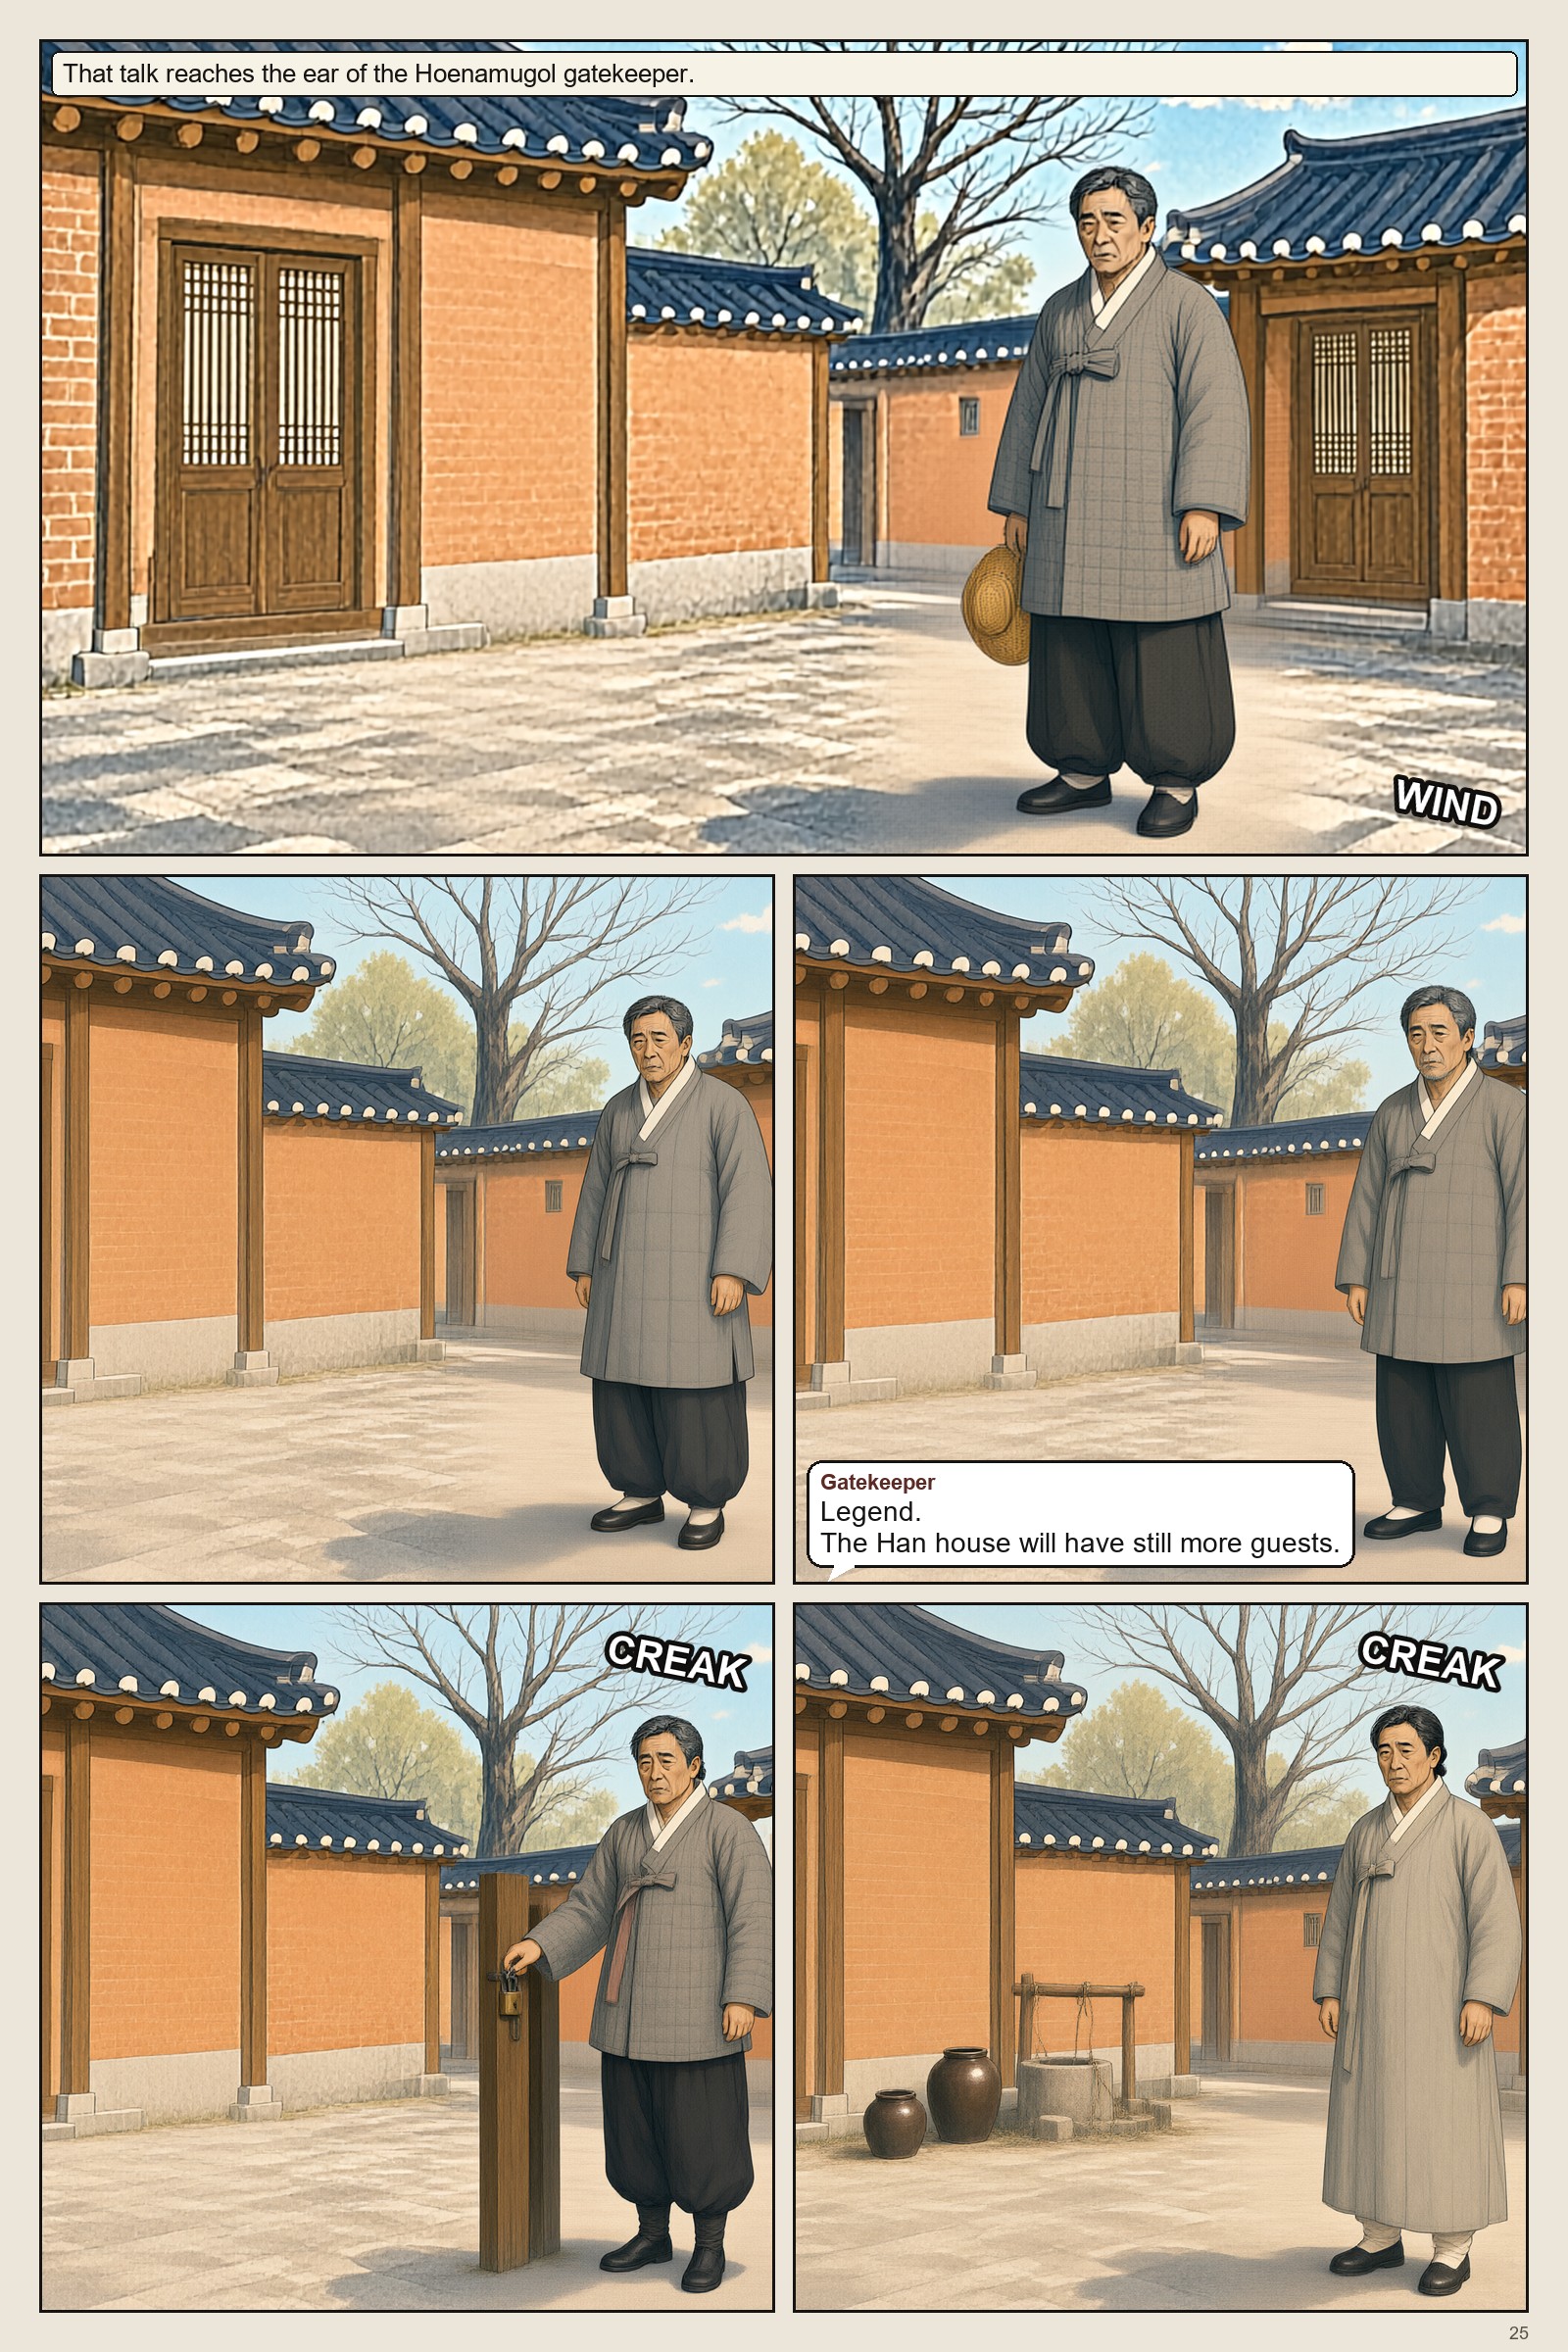 That talk reaches the ear of the Hoenamugol gatekeeper.
WIND
Gatekeeper
Legend.
The Han house will have still more guests.
CREAK
CREAK
25